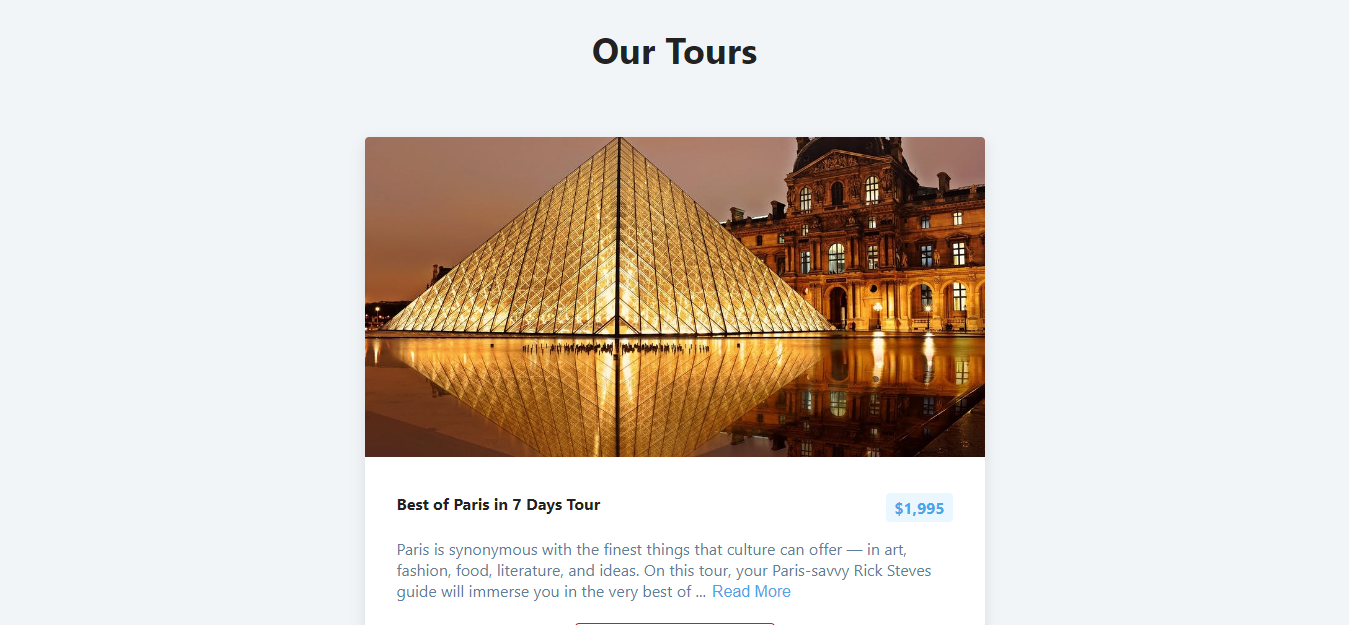 Our Tours
Best of Paris in 7 Days Tour
$1,995
Paris is synonymous with the finest things that culture can offer — in art,
fashion, food, literature, and ideas. On this tour, your Paris-savvy Rick Steves
guide will immerse you in the very best of ... Read More